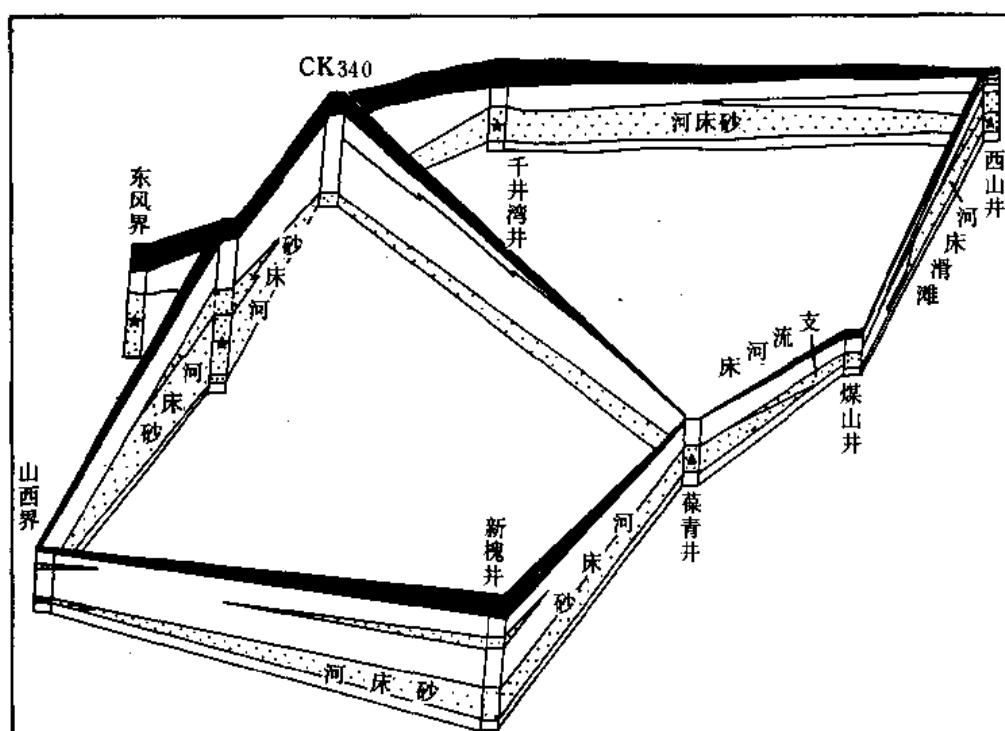 CK340
东风界
千井湾井
河床砂
西山井
河床滑滩
河床砂
河床砂
支流河床
煤山井
山西界
新槐井
葆青井
河床砂
河床砂